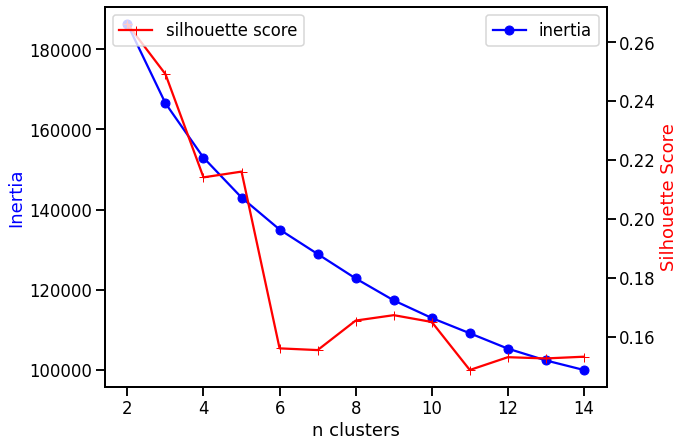 silhouette score
inertia
180000
160000
140000
120000
100000
Inertia
0.26
0.24
0.22
0.20
0.18
0.16
Silhouette Score
2 4 6 8 10 12 14
n clusters